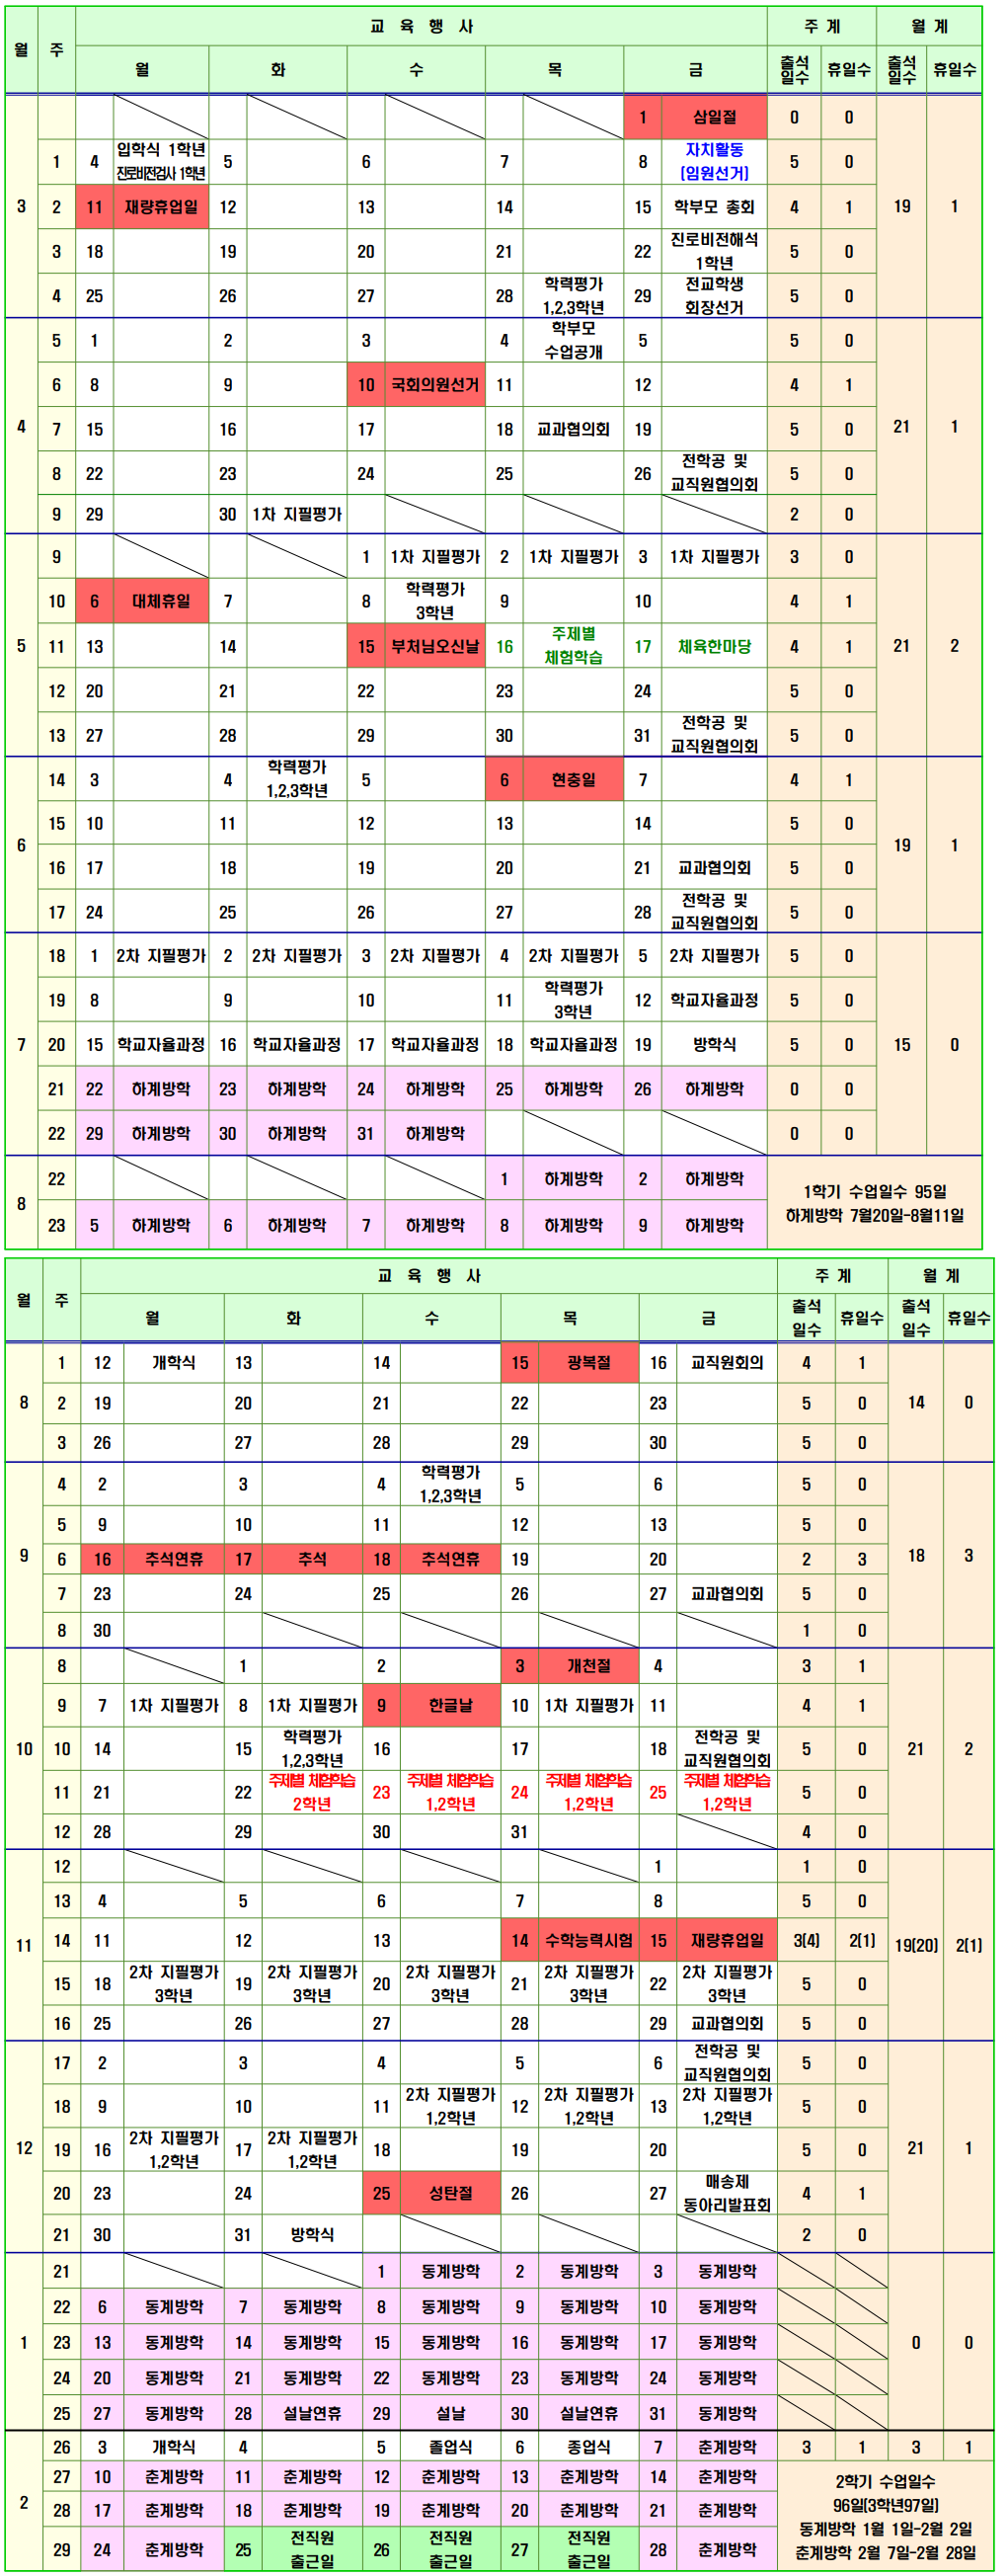 월 주 교 육 행 사 주 계 월 계
월 화 수 목 금 출석일수 휴일수 출석일수 휴일수
3 1 삼일절 0 0 19 1
1 4 입학식 1학년 진로비전검사 1학년 5 6 7 8 자치활동 (임원선거) 5 0
2 11 재량휴업일 12 13 14 15 학부모 총회 4 1
3 18 19 20 21 22 진로비전해석 1학년 5 0
4 25 26 27 28 학력평가 1,2,3학년 29 전교학생 회장선거 5 0
4 5 1 2 3 4 학부모 수업공개 5 5 0 21 1
6 8 9 10 국회의원선거 11 12 4 1
7 15 16 17 18 교과협의회 19 5 0
8 22 23 24 25 26 전학공 및 교직원협의회 5 0
9 29 30 1차 지필평가 2 0
5 9 1 1차 지필평가 2 1차 지필평가 3 1차 지필평가 3 0 21 2
10 6 대체휴일 7 8 학력평가 3학년 9 10 4 1
11 13 14 15 부처님오신날 16 주제별 체험학습 17 체육한마당 4 1
12 20 21 22 23 24 5 0
13 27 28 29 30 31 전학공 및 교직원협의회 5 0
6 14 3 4 학력평가 1,2,3학년 5 6 현충일 7 4 1 19 1
15 10 11 12 13 14 5 0
16 17 18 19 20 21 교과협의회 5 0
17 24 25 26 27 28 전학공 및 교직원협의회 5 0
7 18 1 2차 지필평가 2 2차 지필평가 3 2차 지필평가 4 2차 지필평가 5 2차 지필평가 5 0 15 0
19 8 9 10 11 학력평가 3학년 12 학교자율과정 5 0
20 15 학교자율과정 16 학교자율과정 17 학교자율과정 18 학교자율과정 19 방학식 5 0
21 22 하계방학 23 하계방학 24 하계방학 25 하계방학 26 하계방학 0 0
22 29 하계방학 30 하계방학 31 하계방학 0 0
8 22 1 하계방학 2 하계방학 1학기 수업일수 95일
23 5 하계방학 6 하계방학 7 하계방학 8 하계방학 9 하계방학 하계방학 7월20일-8월11일
월 주 교 육 행 사 주 계 월 계
월 화 수 목 금 출석 일수 휴일수 출석 일수 휴일수
8 1 12 개학식 13 14 15 광복절 16 교직원회의 4 1 14 0
2 19 20 21 22 23 5 0
3 26 27 28 29 30 5 0
9 4 2 3 4 학력평가 1,2,3학년 5 6 5 0 18 3
5 9 10 11 12 13 5 0
6 16 추석연휴 17 추석 18 추석연휴 19 20 2 3
7 23 24 25 26 27 교과협의회 5 0
8 30 1 0
10 8 1 2 3 개천절 4 3 1 21 2
9 7 1차 지필평가 8 1차 지필평가 9 한글날 10 1차 지필평가 11 4 1
10 14 15 학력평가 1,2,3학년 16 17 18 전학공 및 교직원협의회 5 0
11 21 22 주제별 체험학습 2학년 23 주제별 체험학습 1,2학년 24 주제별 체험학습 1,2학년 25 주제별 체험학습 1,2학년 5 0
12 28 29 30 31 4 0
11 12 1 1 0 19(20) 2(1)
13 4 5 6 7 8 5 0
14 11 12 13 14 수학능력시험 15 재량휴업일 3(4) 2(1)
15 18 2차 지필평가 3학년 19 2차 지필평가 3학년 20 2차 지필평가 3학년 21 2차 지필평가 3학년 22 2차 지필평가 3학년 5 0
16 25 26 27 28 29 교과협의회 5 0
12 17 2 3 4 5 6 전학공 및 교직원협의회 5 0 21 1
18 9 10 11 2차 지필평가 1,2학년 12 2차 지필평가 1,2학년 13 2차 지필평가 1,2학년 5 0
19 16 2차 지필평가 1,2학년 17 2차 지필평가 1,2학년 18 19 20 5 0
20 23 24 25 성탄절 26 27 매송제 동아리발표회 4 1
21 30 31 방학식 2 0
1 21 1 동계방학 2 동계방학 3 동계방학 0 0
22 6 동계방학 7 동계방학 8 동계방학 9 동계방학 10 동계방학
23 13 동계방학 14 동계방학 15 동계방학 16 동계방학 17 동계방학
24 20 동계방학 21 동계방학 22 동계방학 23 동계방학 24 동계방학
25 27 동계방학 28 설날연휴 29 설날 30 설날연휴 31 동계방학
2 26 3 개학식 4 5 졸업식 6 종업식 7 춘계방학 3 1 3 1
27 10 춘계방학 11 춘계방학 12 춘계방학 13 춘계방학 14 춘계방학 2학기 수업일수
28 17 춘계방학 18 춘계방학 19 춘계방학 20 춘계방학 21 춘계방학 96일(3학년97일)
동계방학 1월 1일-2월 2일
29 24 춘계방학 25 전직원 출근일 26 전직원 출근일 27 전직원 출근일 28 춘계방학 춘계방학 2월 7일-2월 28일